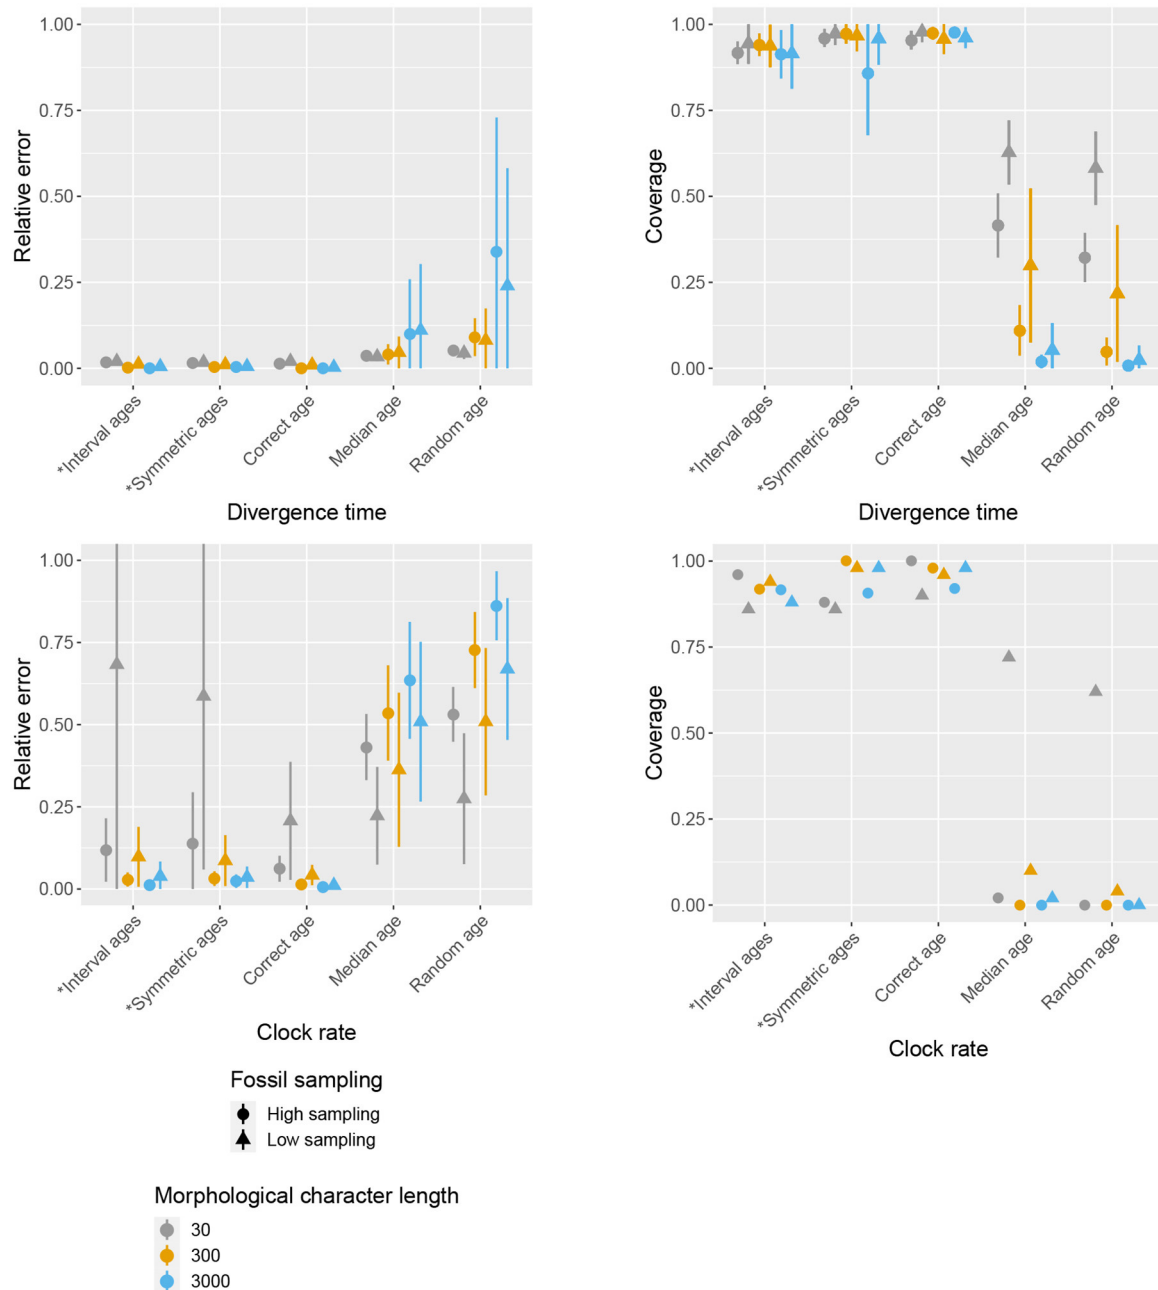 1.00
0.75
0.50
0.25
0.00
Relative error
*Interval ages
*Symmetric ages
Correct age
Median age
Random age
Divergence time
1.00
0.75
0.50
0.25
0.00
Coverage
*Interval ages
*Symmetric ages
Correct age
Median age
Random age
Divergence time
1.00
0.75
0.50
0.25
0.00
Relative error
*Interval ages
*Symmetric ages
Correct age
Median age
Random age
Clock rate
1.00
0.75
0.50
0.25
0.00
Coverage
*Interval ages
*Symmetric ages
Correct age
Median age
Random age
Clock rate
Fossil sampling
High sampling
Low sampling
Morphological character length
30
300
3000